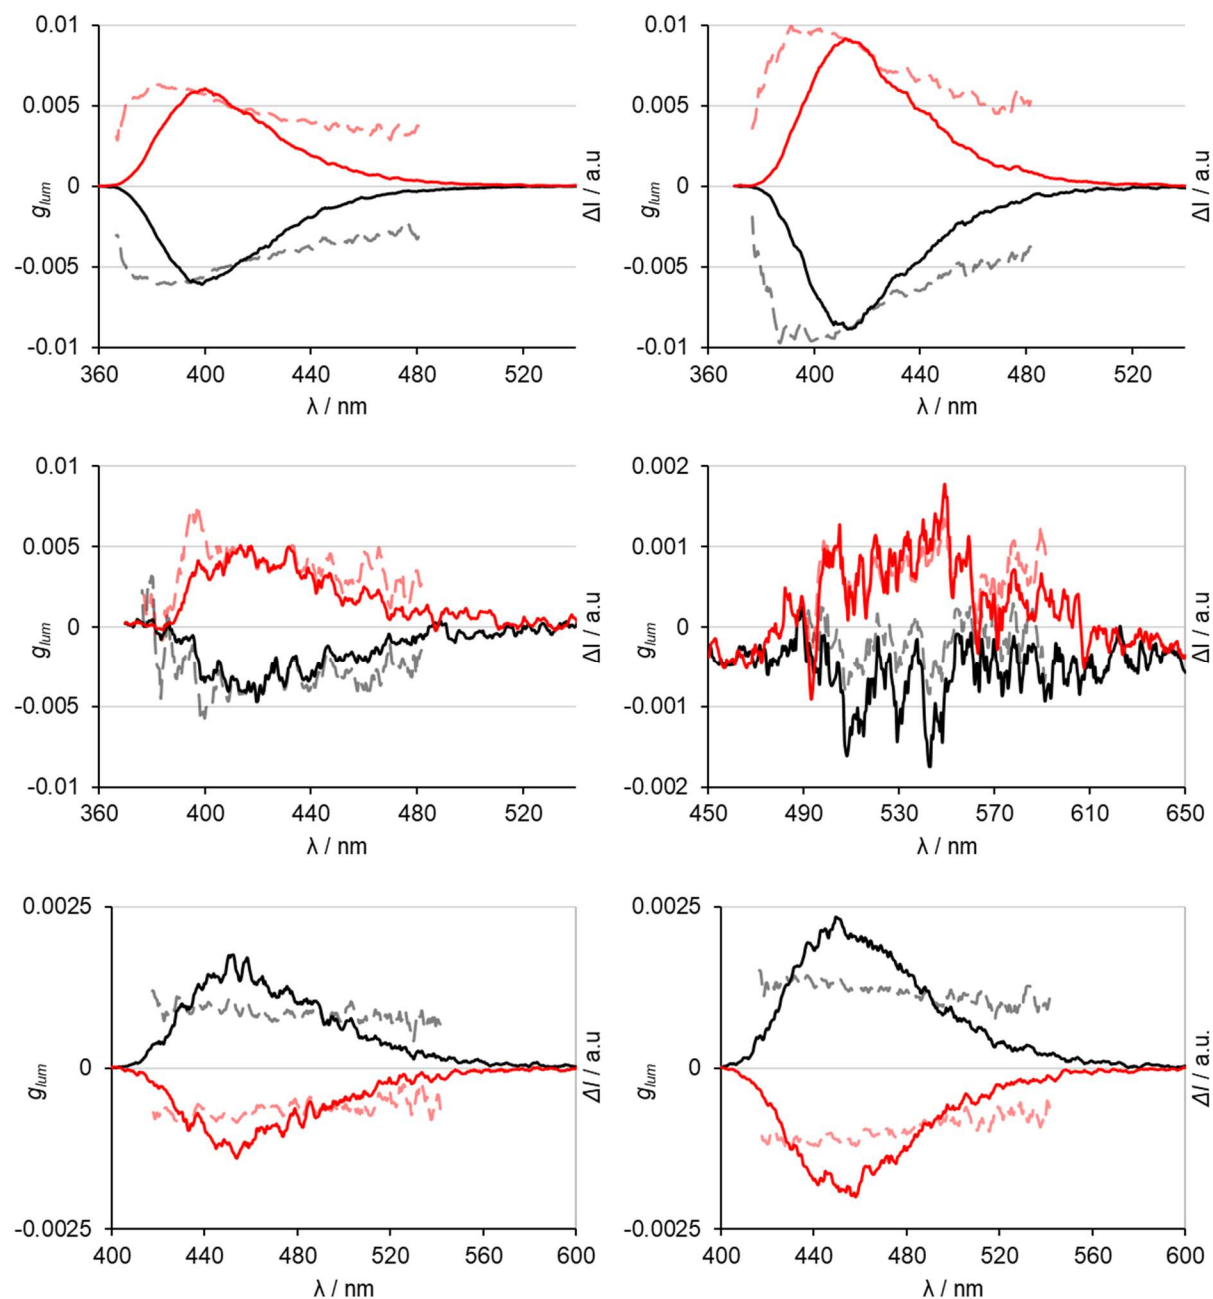 0.01
0.005
0
-0.005
-0.01
g_lum
ΔI / a.u
360 400 440 480 520
λ / nm
0.01
0.005
0
-0.005
-0.01
g_lum
ΔI / a.u
360 400 440 480 520
λ / nm
0.01
0.005
0
-0.005
-0.01
g_lum
ΔI / a.u
360 400 440 480 520
λ / nm
0.002
0.001
0
-0.001
-0.002
g_lum
ΔI / a.u
450 490 530 570 610 650
λ / nm
0.0025
0
-0.0025
g_lum
ΔI / a.u
400 440 480 520 560 600
λ / nm
0.0025
0
-0.0025
g_lum
ΔI / a.u.
400 440 480 520 560 600
λ / nm